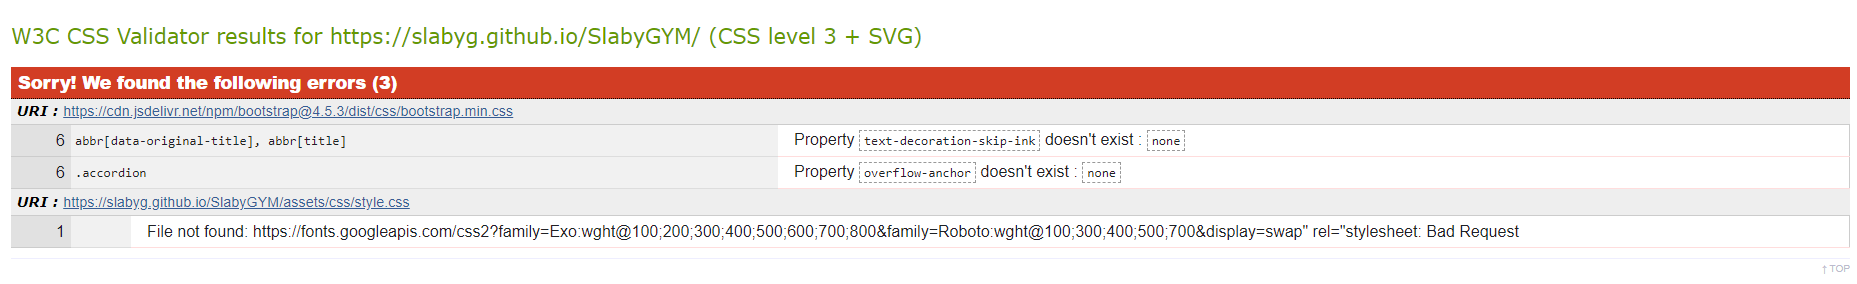 W3C CSS Validator results for https://slabyg.github.io/SlabyGYM/ (CSS level 3 + SVG)
Sorry! We found the following errors (3)
URI : https://cdn.jsdelivr.net/npm/bootstrap@4.5.3/dist/css/bootstrap.min.css
6 abbr[data-original-title], abbr[title] Property text-decoration-skip-ink doesn't exist : none
6 .accordion Property overflow-anchor doesn't exist : none
URI : https://slabyg.github.io/SlabyGYM/assets/css/style.css
1 File not found: https://fonts.googleapis.com/css2?family=Exo:wght@100;200;300;400;500;600;700;800&family=Roboto:wght@100;300;400;500;700&display=swap" rel="stylesheet: Bad Request
↑ TOP